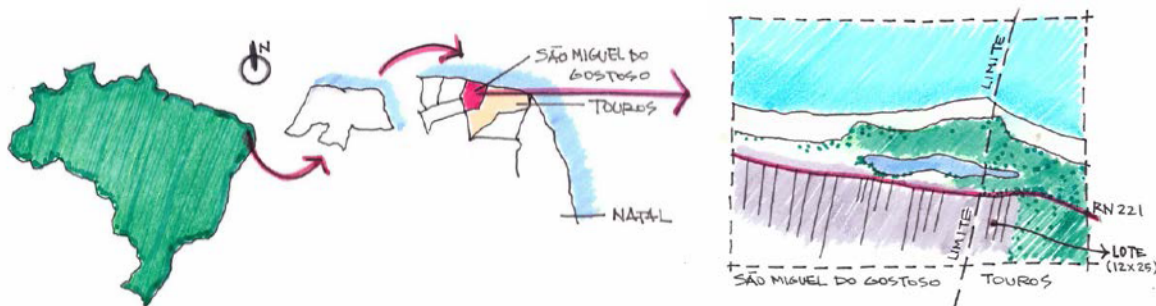 N
SÃO MIGUEL DO
GOSTOSO
TOUROS
NATAL
LIMITE
RN 221
LIMITE
LOTE
(12x25)
SÃO MIGUEL DO GOSTOSO
TOUROS